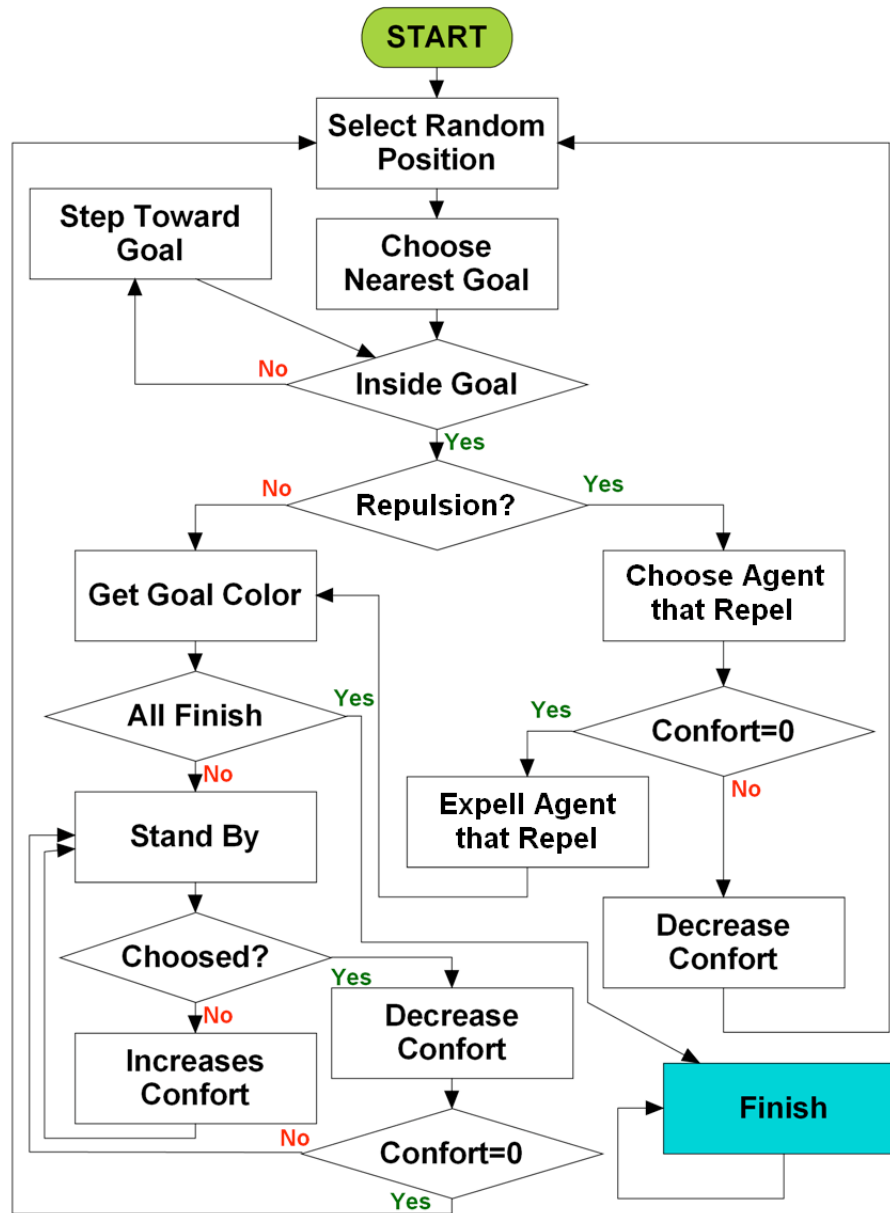 START
Select Random
Position
Step Toward
Goal
Choose
Nearest Goal
No
Inside Goal
Yes
No
Repulsion?
Yes
Get Goal Color
Choose Agent
that Repel
All Finish
Yes
Yes
Confort=0
No
No
Stand By
Expell Agent
that Repel
Choosed?
Yes
Decrease
Confort
No
Decrease
Confort
Increases
Confort
Finish
No
Confort=0
Yes